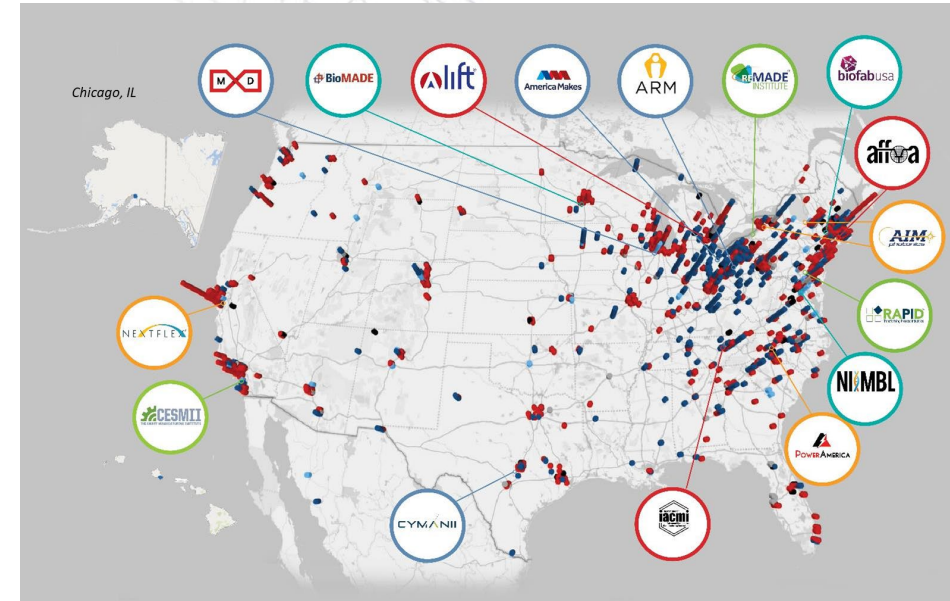 Chicago, IL
M D
BioMADE
lift
America Makes
ARM
REMADE
INSTITUTE
biofabusa
affoa
AIM
photonics
NEXTFLEX
RAPID
CESMII
NIIMBL
POWERAMERICA
CYMANII
iacmi